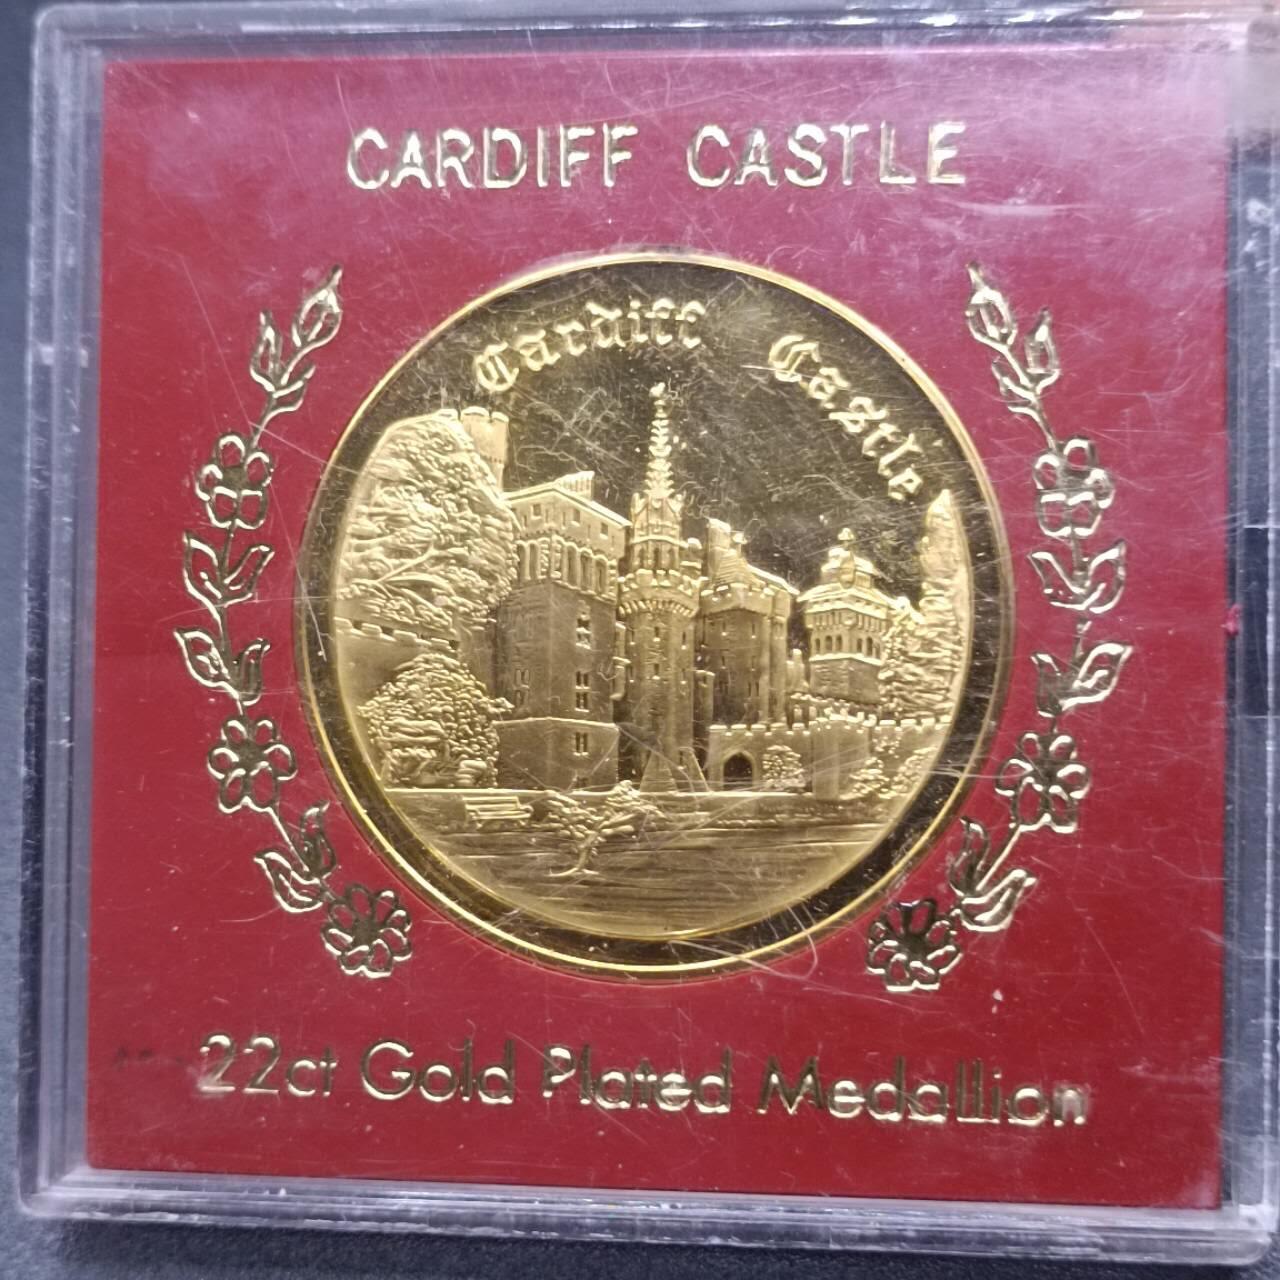 CARDIFF CASTLE
Cardiff Castle
22ct Gold Plated Medallion